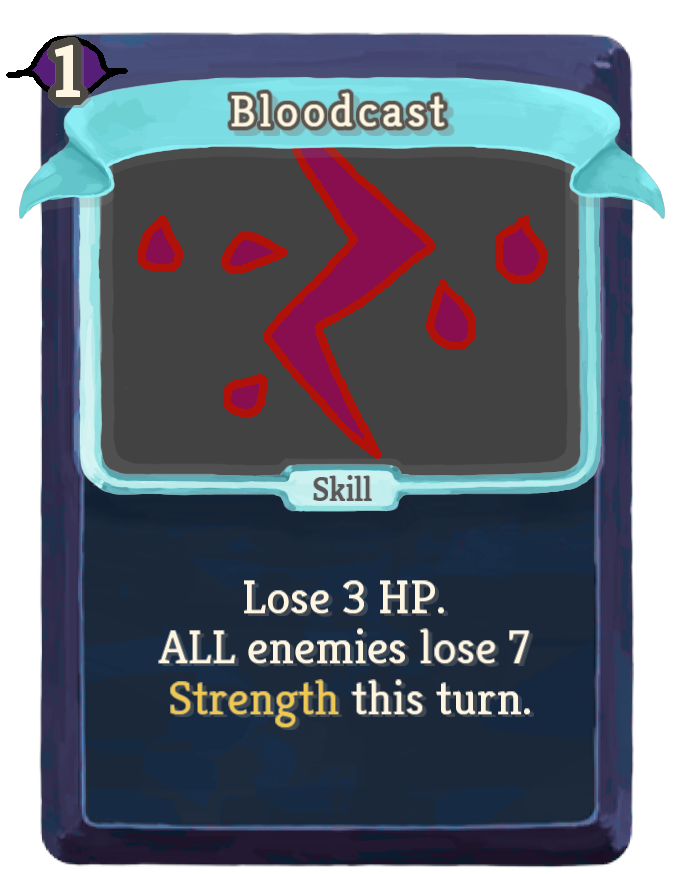 1
Bloodcast
Skill
Lose 3 HP.
ALL enemies lose 7
Strength this turn.